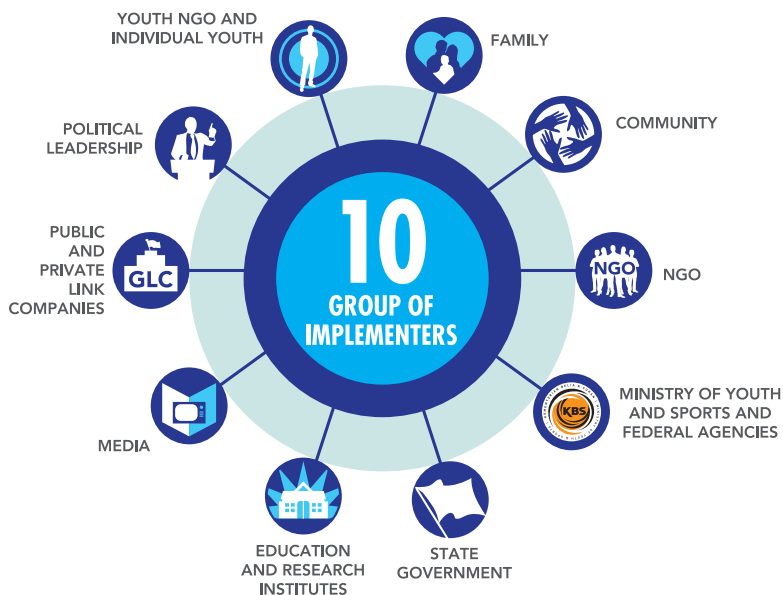 10
GROUP OF
IMPLEMENTERS
YOUTH NGO AND
INDIVIDUAL YOUTH
FAMILY
COMMUNITY
NGO
NGO
KBS
MINISTRY OF YOUTH
AND SPORTS AND
FEDERAL AGENCIES
STATE
GOVERNMENT
EDUCATION
AND RESEARCH
INSTITUTES
MEDIA
GLC
PUBLIC
AND
PRIVATE
LINK
COMPANIES
POLITICAL
LEADERSHIP